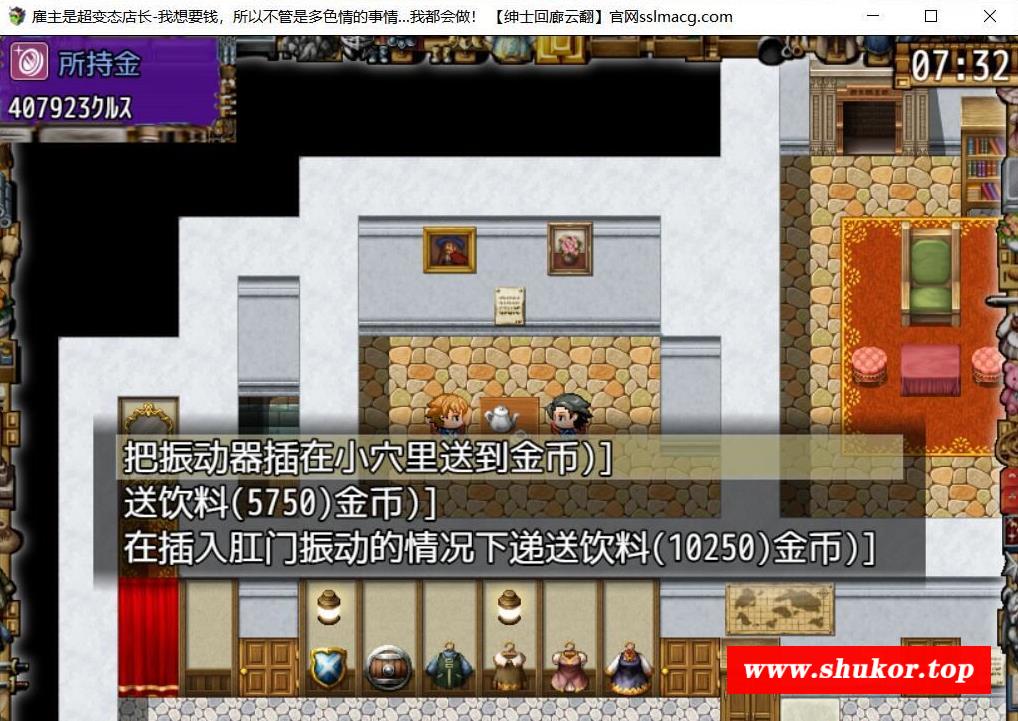 雇主是超变态店长-我想要钱，所以不管是多色情的事情...我都会做！ 【绅士回廊云翻】官网sslmacg.com
所持金
07:32
407923ｸﾙｽ
把振动器插在小穴里送到金币)]
送饮料(5750)金币)]
在插入肛门振动的情况下递送饮料(10250)金币)]
www.shukor.top